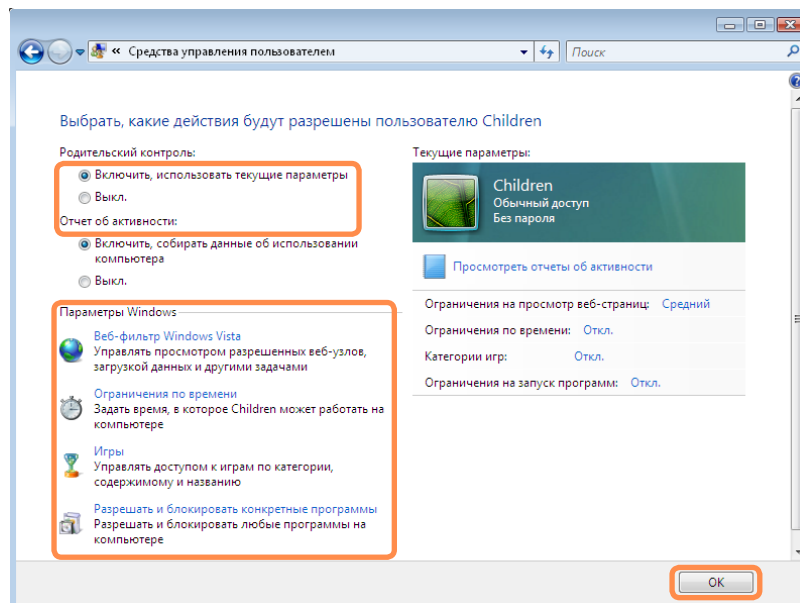 « Средства управления пользователем
Поиск
Выбрать, какие действия будут разрешены пользователю Children
Родительский контроль:
Включить, использовать текущие параметры
Выкл.
Отчет об активности:
Включить, собирать данные об использовании
компьютера
Выкл.
Параметры Windows
Веб-фильтр Windows Vista
Управлять просмотром разрешенных веб-узлов,
загрузкой данных и другими задачами
Ограничения по времени
Задать время, в которое Children может работать на
компьютере
Игры
Управлять доступом к играм по категории,
содержимому и названию
Разрешать и блокировать конкретные программы
Разрешать и блокировать любые программы на
компьютере
Текущие параметры:
Children
Обычный доступ
Без пароля
Просмотреть отчеты об активности
Ограничения на просмотр веб-страниц: Средний
Ограничения по времени: Откл.
Категории игр: Откл.
Ограничения на запуск программ: Откл.
OK